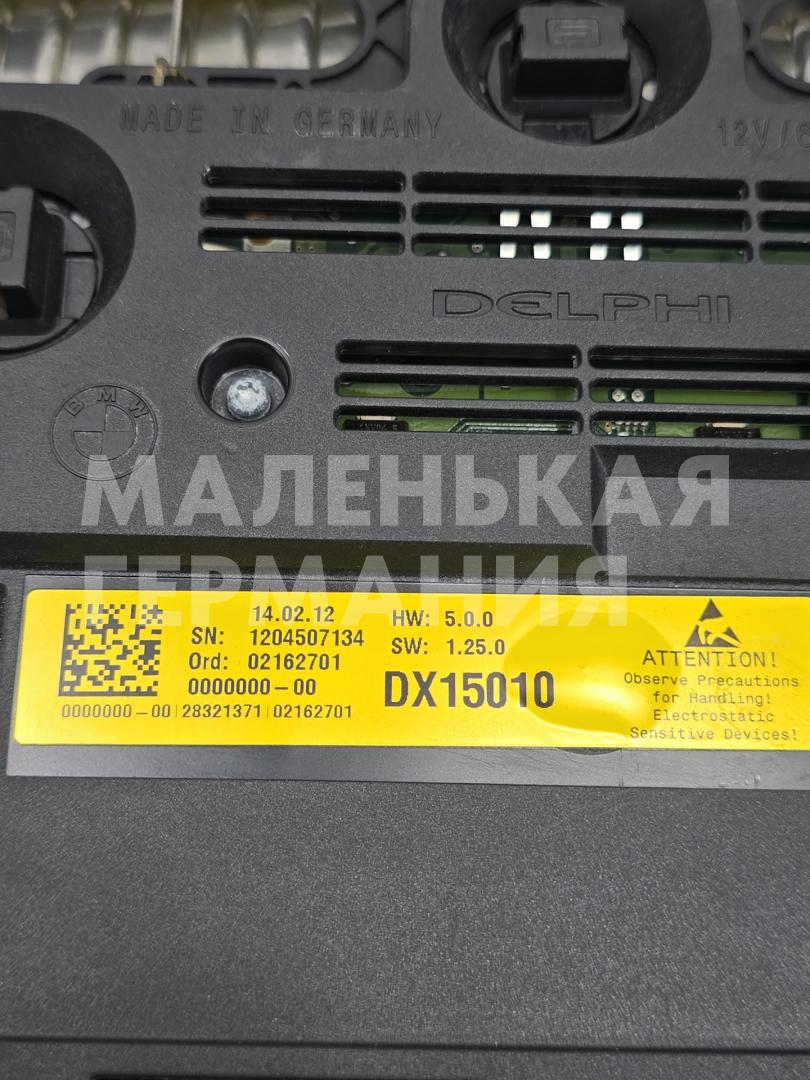 MADE IN GERMANY
12V/
DELPHI
BMW
МАЛЕНЬКАЯ
ГЕРМАНИЯ
14.02.12
SN: 1204507134
Ord: 02162701
0000000-00
0000000-00|28321371|02162701
HW: 5.0.0
SW: 1.25.0
DX15010
ATTENTION!
Observe Precautions
for Handling!
Electrostatic
Sensitive Devices!